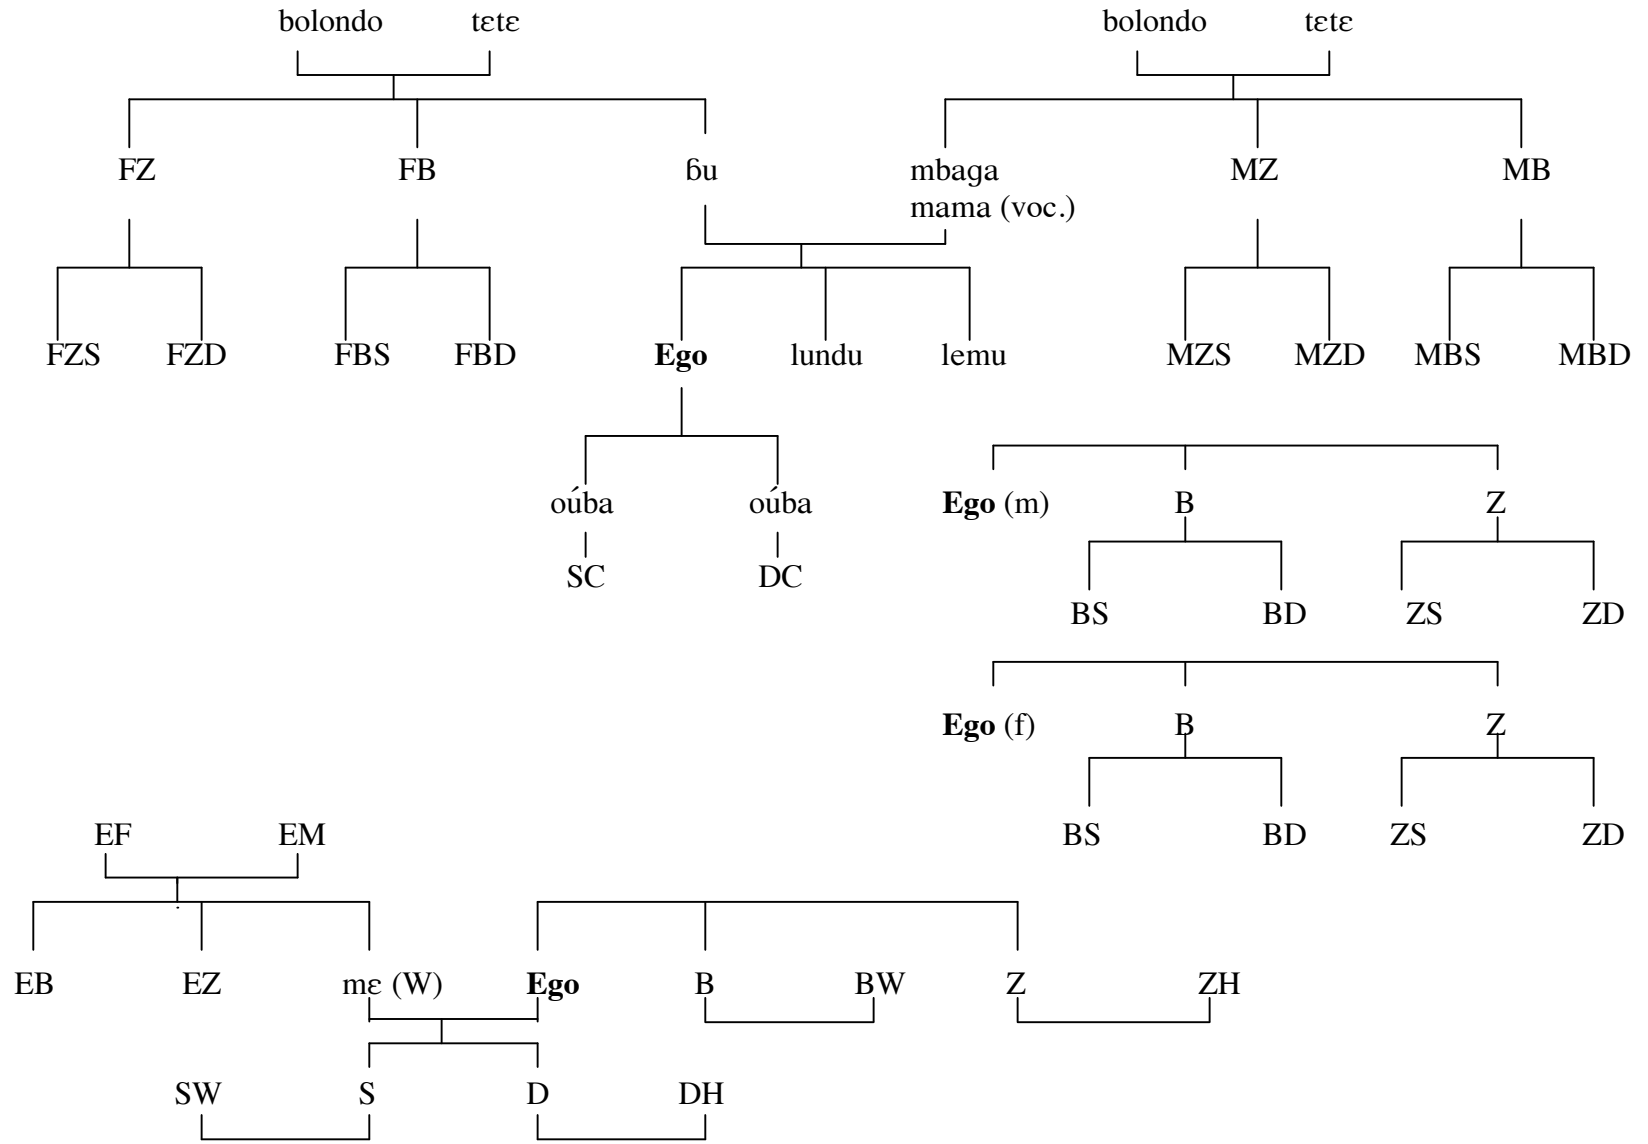 bolondo tɛtɛ bolondo tɛtɛ
FZ FB ɓu mbaga MZ MB
mama (voc.)
FZS FZD FBS FBD Ego lundu lemu MZS MZD MBS MBD
oúba oúba Ego (m) B Z
SC DC
BS BD ZS ZD
Ego (f) B Z
EF EM BS BD ZS ZD
EB EZ mɛ (W) Ego B BW Z ZH
SW S D DH